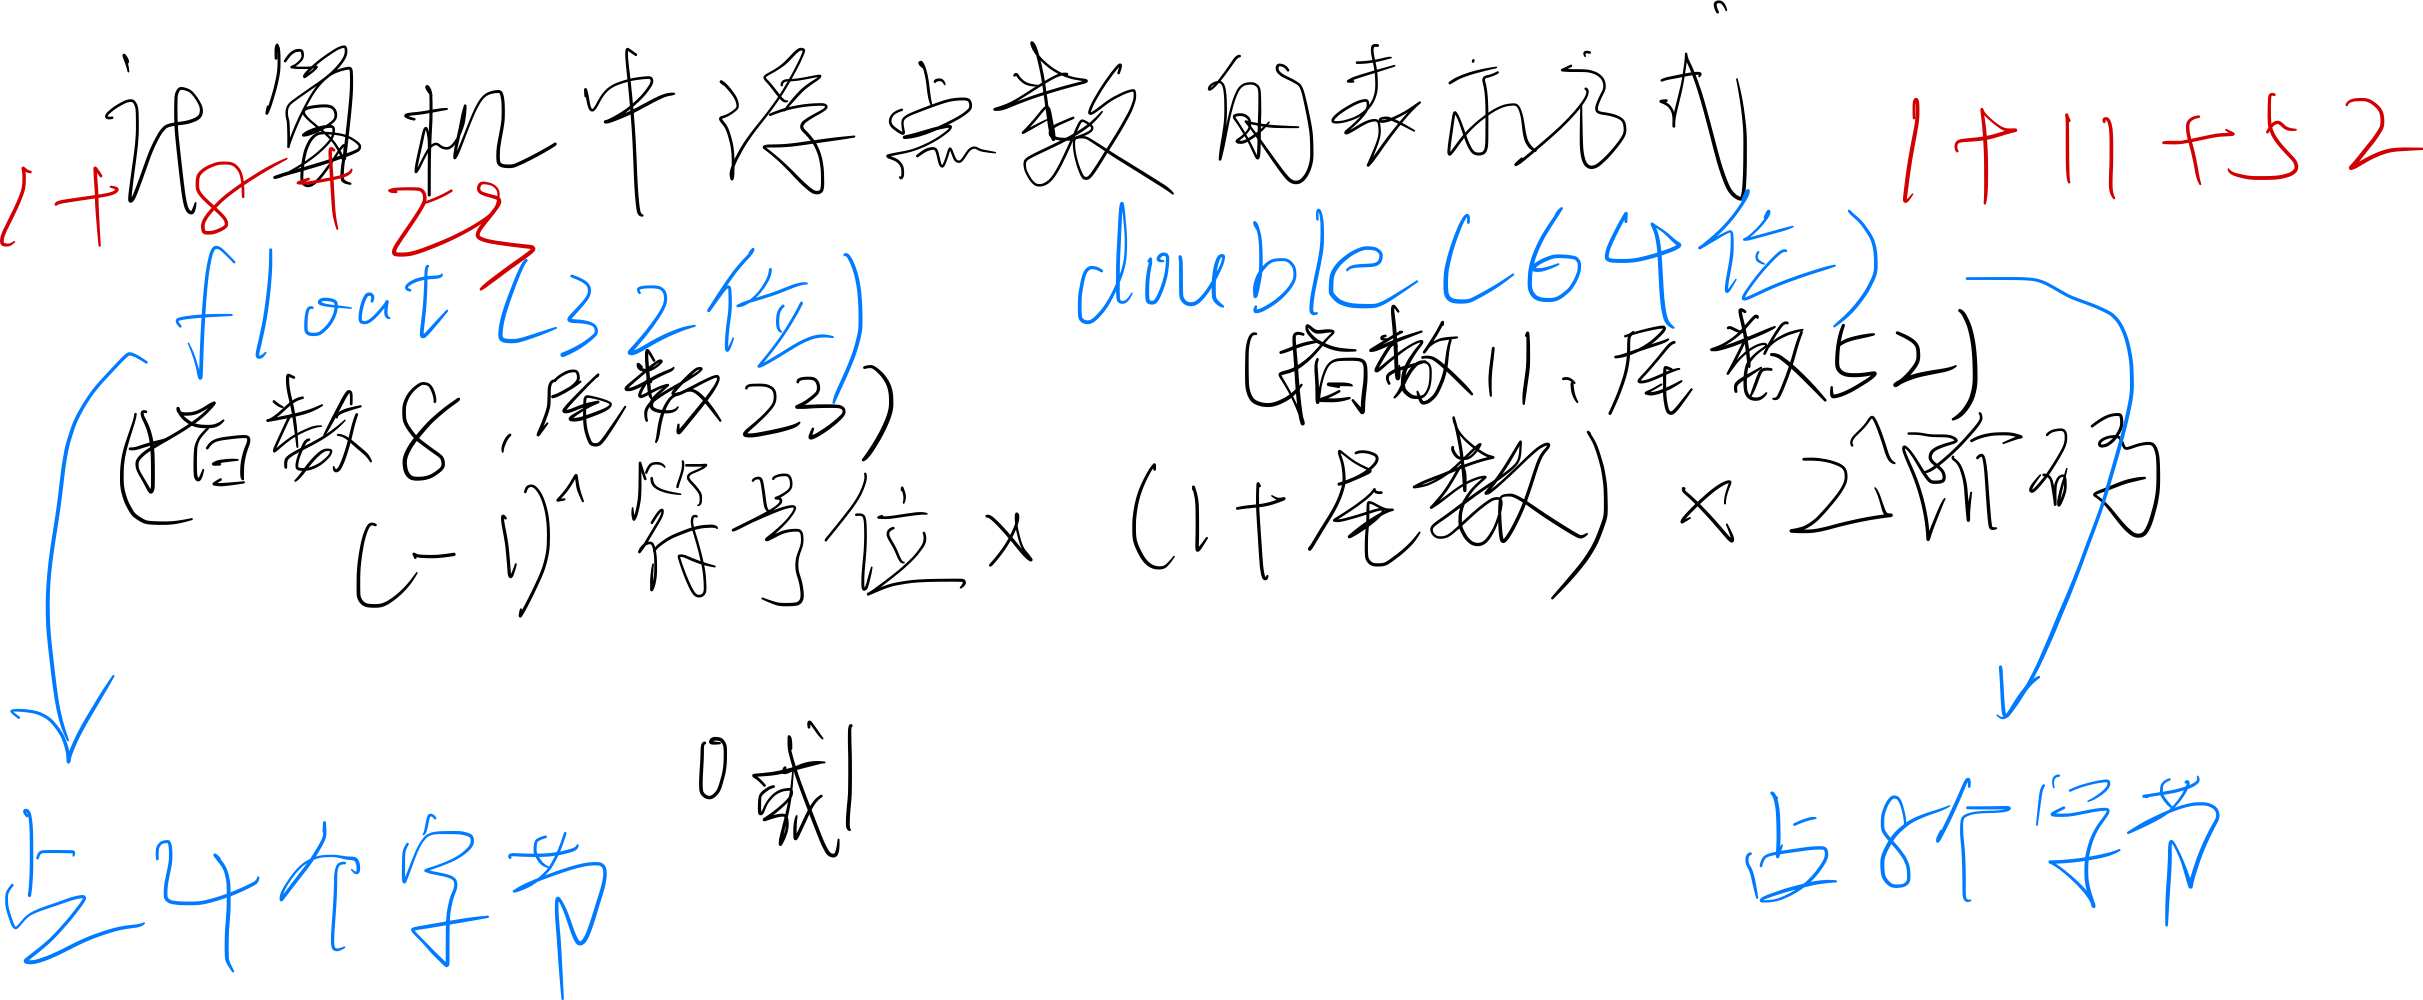 计算机中浮点数的表示方式
1+8+23
1+11+52
float(32位)
double(64位)
(指数8、尾数23)
(指数11、尾数52)
(-1)^符号位×(1+尾数)×2^阶码
0或1
占4个字节
占8个字节